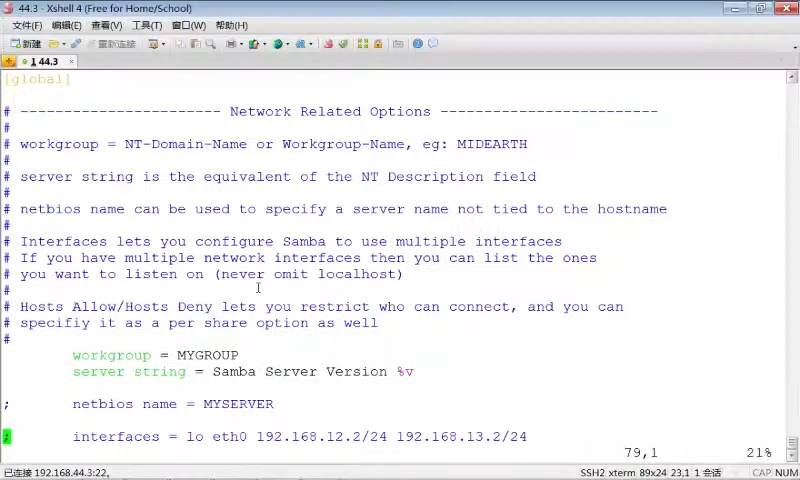 44.3 - Xshell 4 (Free for Home/School)
文件(F) 编辑(E) 查看(V) 工具(T) 窗口(W) 帮助(H)
新建 重新连接
1 44.3
[global]
# ----------------------- Network Related Options -------------------------
#
# workgroup = NT-Domain-Name or Workgroup-Name, eg: MIDEARTH
#
# server string is the equivalent of the NT Description field
#
# netbios name can be used to specify a server name not tied to the hostname
#
# Interfaces lets you configure Samba to use multiple interfaces
# If you have multiple network interfaces then you can list the ones
# you want to listen on (never omit localhost)
#
# Hosts Allow/Hosts Deny lets you restrict who can connect, and you can
# specifiy it as a per share option as well
#
workgroup = MYGROUP
server string = Samba Server Version %v
; netbios name = MYSERVER
; interfaces = lo eth0 192.168.12.2/24 192.168.13.2/24
79,1 21%
已连接 192.168.44.3:22。 SSH2 xterm 89x24 23,1 1 会话 CAP NUM